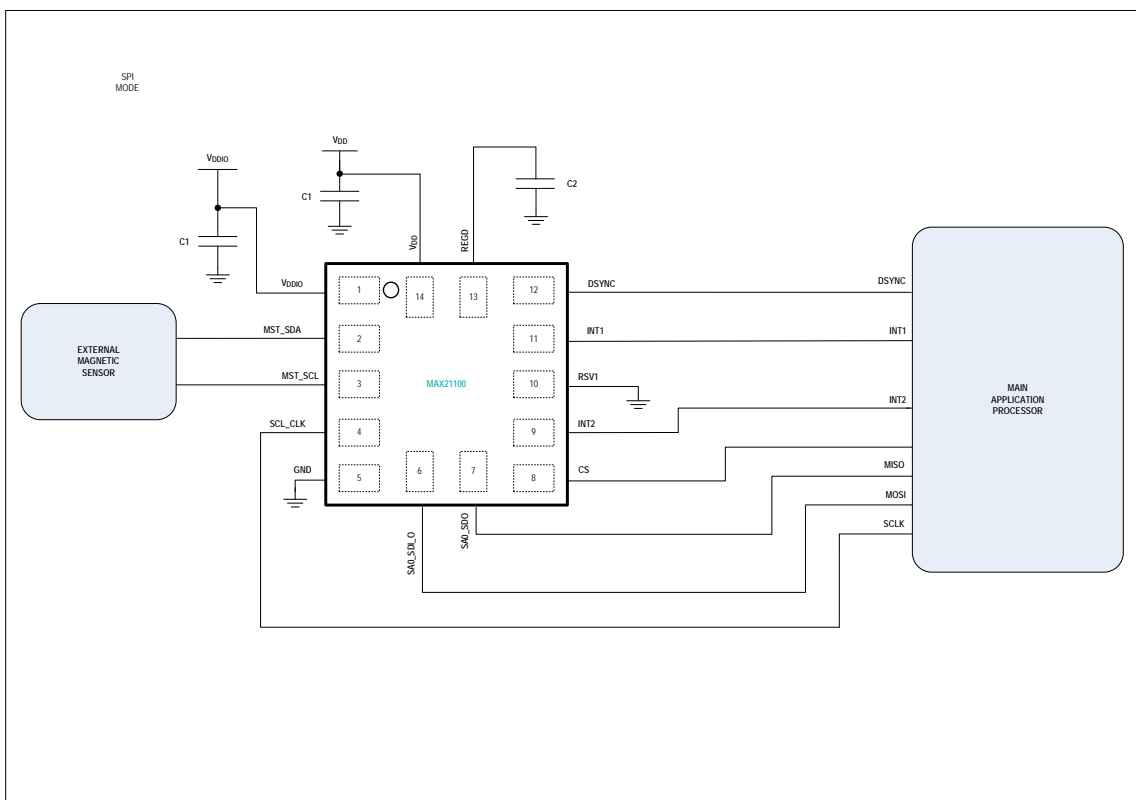 SPI
MODE
VDD
VDDIO
C1
C2
C1
VDD
REGD
VDDIO
1
14
13
12
DSYNC
DSYNC
EXTERNAL
MAGNETIC
SENSOR
MST_SDA
2
11
INT1
INT1
MST_SCL
3
MAX21100
10
RSV1
MAIN
APPLICATION
PROCESSOR
SCL_CLK
4
9
INT2
INT2
GND
5
6
7
8
CS
MISO
MOSI
SCLK
SA0_SDI_O
SA0_SDO